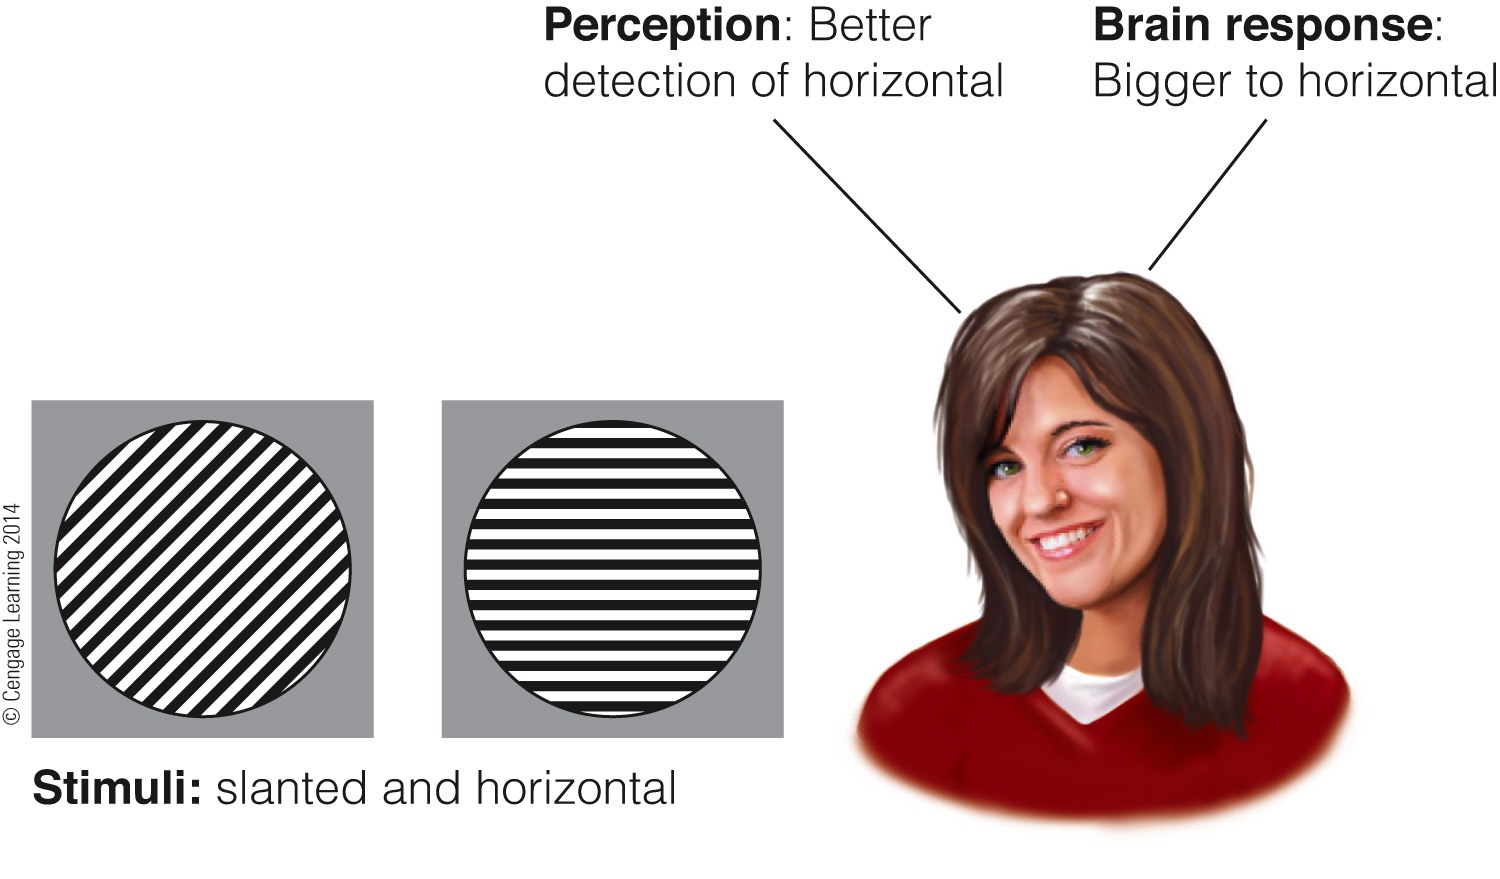 Perception: Better
detection of horizontal
Brain response:
Bigger to horizontal
© Cengage Learning 2014
Stimuli: slanted and horizontal